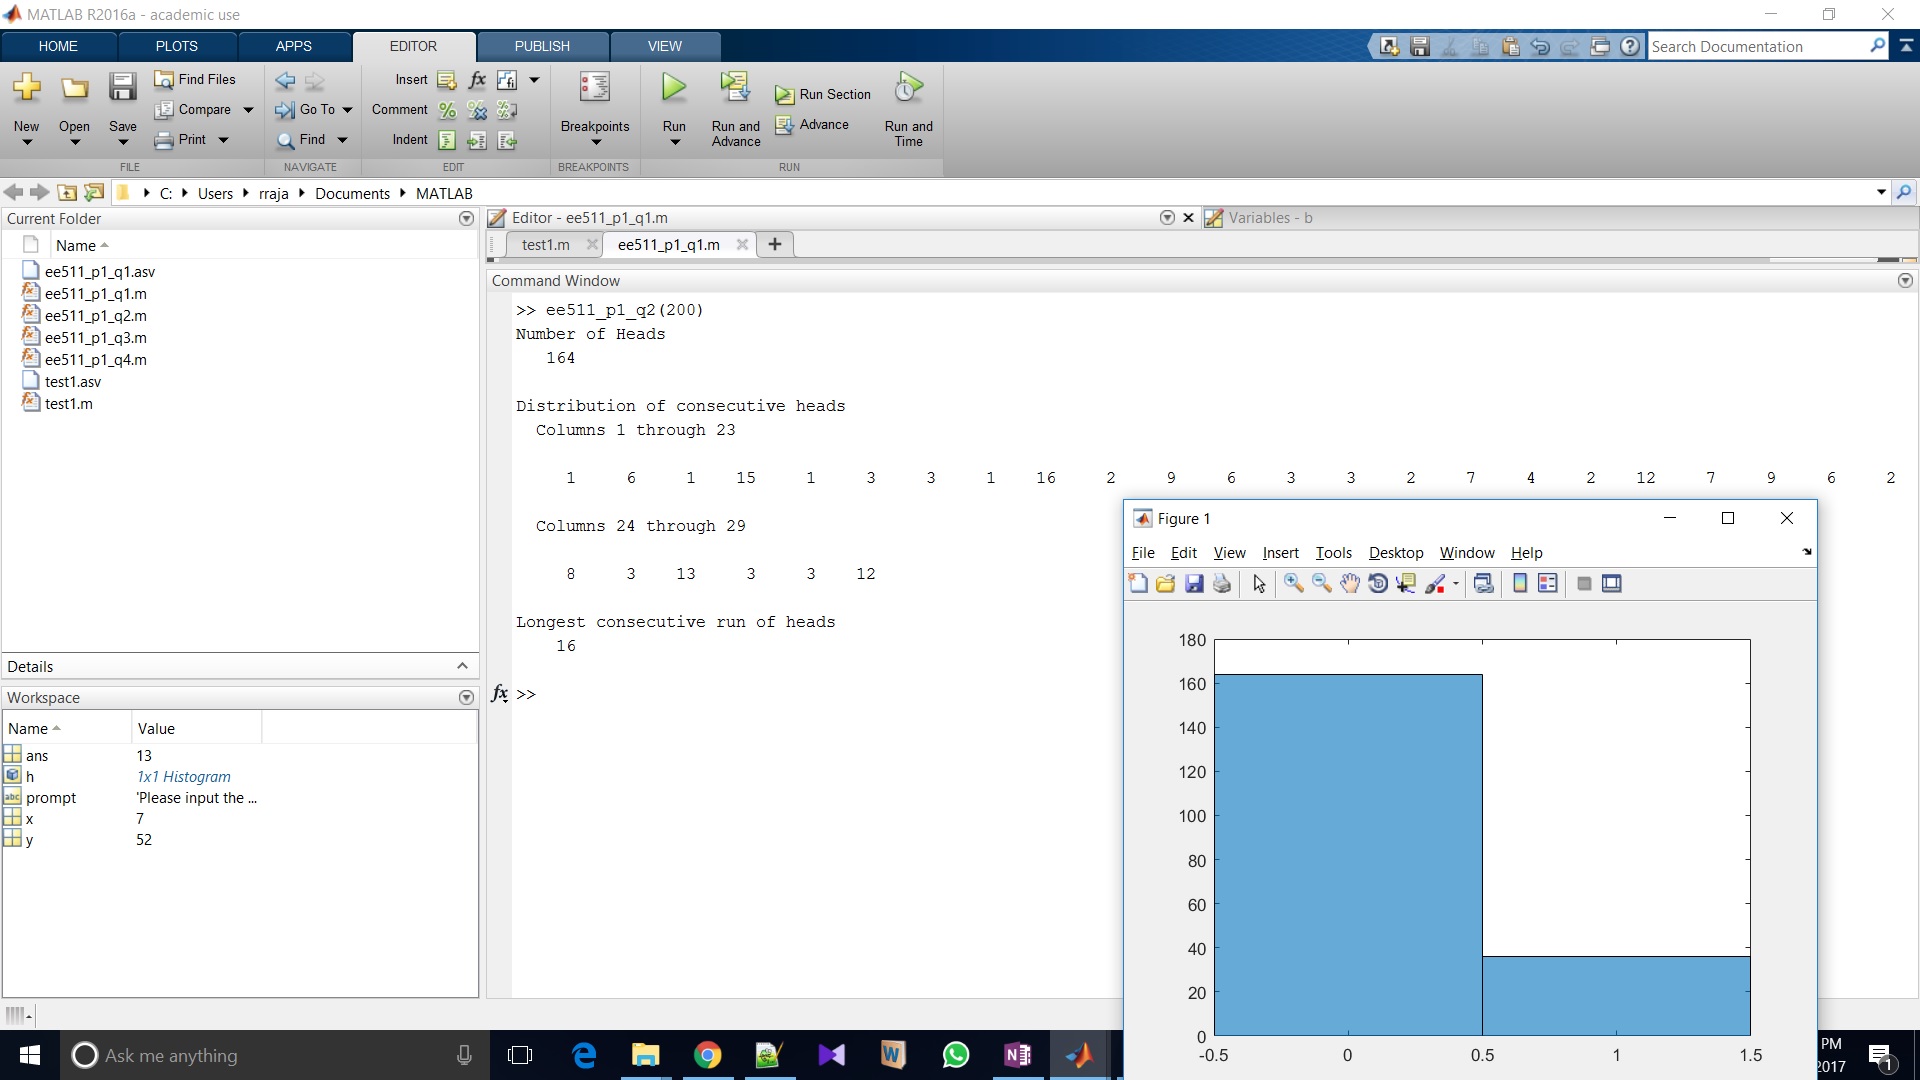 MATLAB R2016a - academic use
HOME PLOTS APPS EDITOR PUBLISH VIEW
Search Documentation
New Open Save Find Files Compare Print
Go To Find
Insert Comment Indent
Breakpoints
Run Run and Advance Run Section Advance Run and Time
FILE NAVIGATE EDIT BREAKPOINTS RUN
C: Users rraja Documents MATLAB
Current Folder
Name
ee511_p1_q1.asv
ee511_p1_q1.m
ee511_p1_q2.m
ee511_p1_q3.m
ee511_p1_q4.m
test1.asv
test1.m
Details
Workspace
Name Value
ans 13
h 1x1 Histogram
prompt 'Please input the ...
x 7
y 52
Editor - ee511_p1_q1.m
Variables - b
test1.m ee511_p1_q1.m
Command Window
>> ee511_p1_q2(200)
Number of Heads
164
Distribution of consecutive heads
Columns 1 through 23
1 6 1 15 1 3 3 1 16 2 9 6 3 3 2 7 4 2 12 7 9 6 2
Columns 24 through 29
8 3 13 3 3 12
Longest consecutive run of heads
16
fx >>
Figure 1
File Edit View Insert Tools Desktop Window Help
180
160
140
120
100
80
60
40
20
0
-0.5 0 0.5 1 1.5
Ask me anything
PM
2017
1